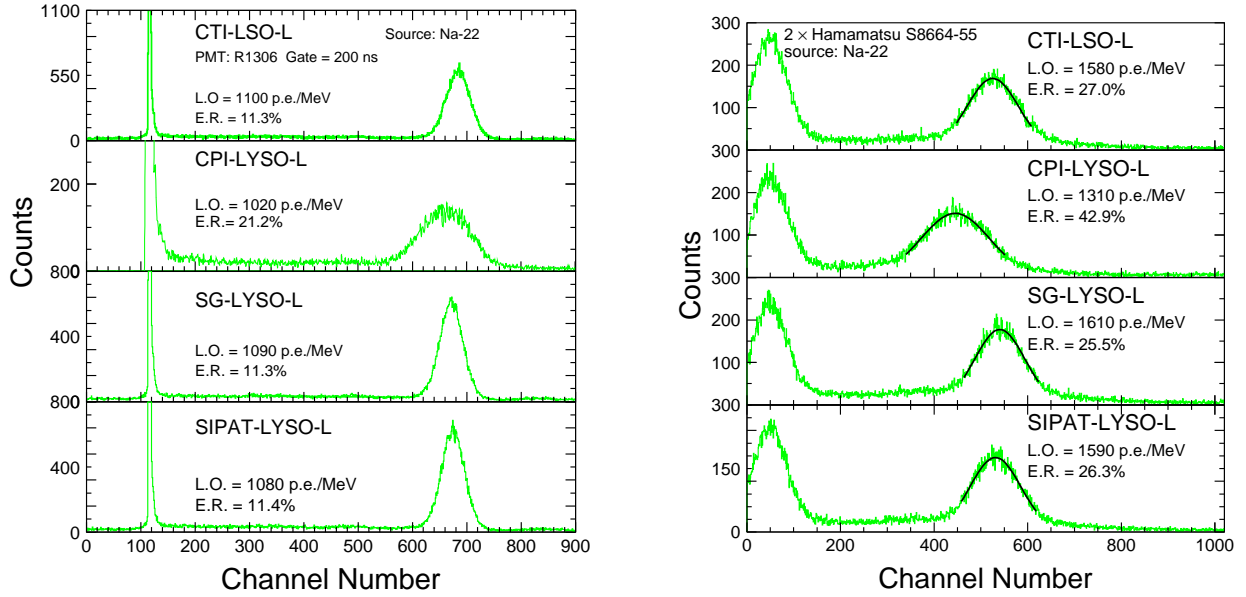 Counts
1100
550
0
CTI-LSO-L
Source: Na-22
PMT: R1306 Gate = 200 ns
L.O = 1100 p.e./MeV
E.R. = 11.3%
200
CPI-LYSO-L
L.O. = 1020 p.e./MeV
E.R.= 21.2%
0
800
400
SG-LYSO-L
L.O. = 1090 p.e./MeV
E.R. = 11.3%
0
800
400
0
SIPAT-LYSO-L
L.O. = 1080 p.e./MeV
E.R. = 11.4%
0 100 200 300 400 500 600 700 800 900
Channel Number
Counts
300
200
100
2 × Hamamatsu S8664-55
source: Na-22
CTI-LSO-L
L.O. = 1580 p.e./MeV
E.R. = 27.0%
300
200
100
CPI-LYSO-L
L.O. = 1310 p.e./MeV
E.R. = 42.9%
300
200
100
SG-LYSO-L
L.O. = 1610 p.e./MeV
E.R. = 25.5%
300
150
0
SIPAT-LYSO-L
L.O. = 1590 p.e./MeV
E.R. = 26.3%
0 200 400 600 800 1000
Channel Number